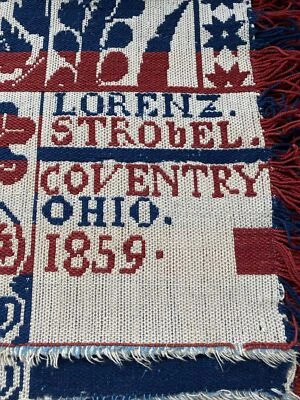 LORENZ.
STROBEL.
COVENTRY
OHIO.
1859.